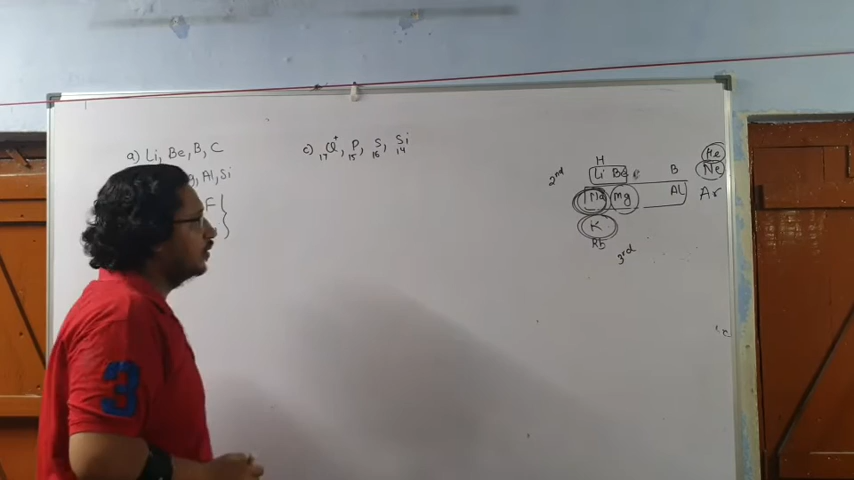 a) Li, Be, B, C
Al, Si
F }
c) 17Cl+, 15P, 16S, 14Si
H
2nd Li Be B He
Ne
Na Mg Al Ar
K
Rb 3rd
3